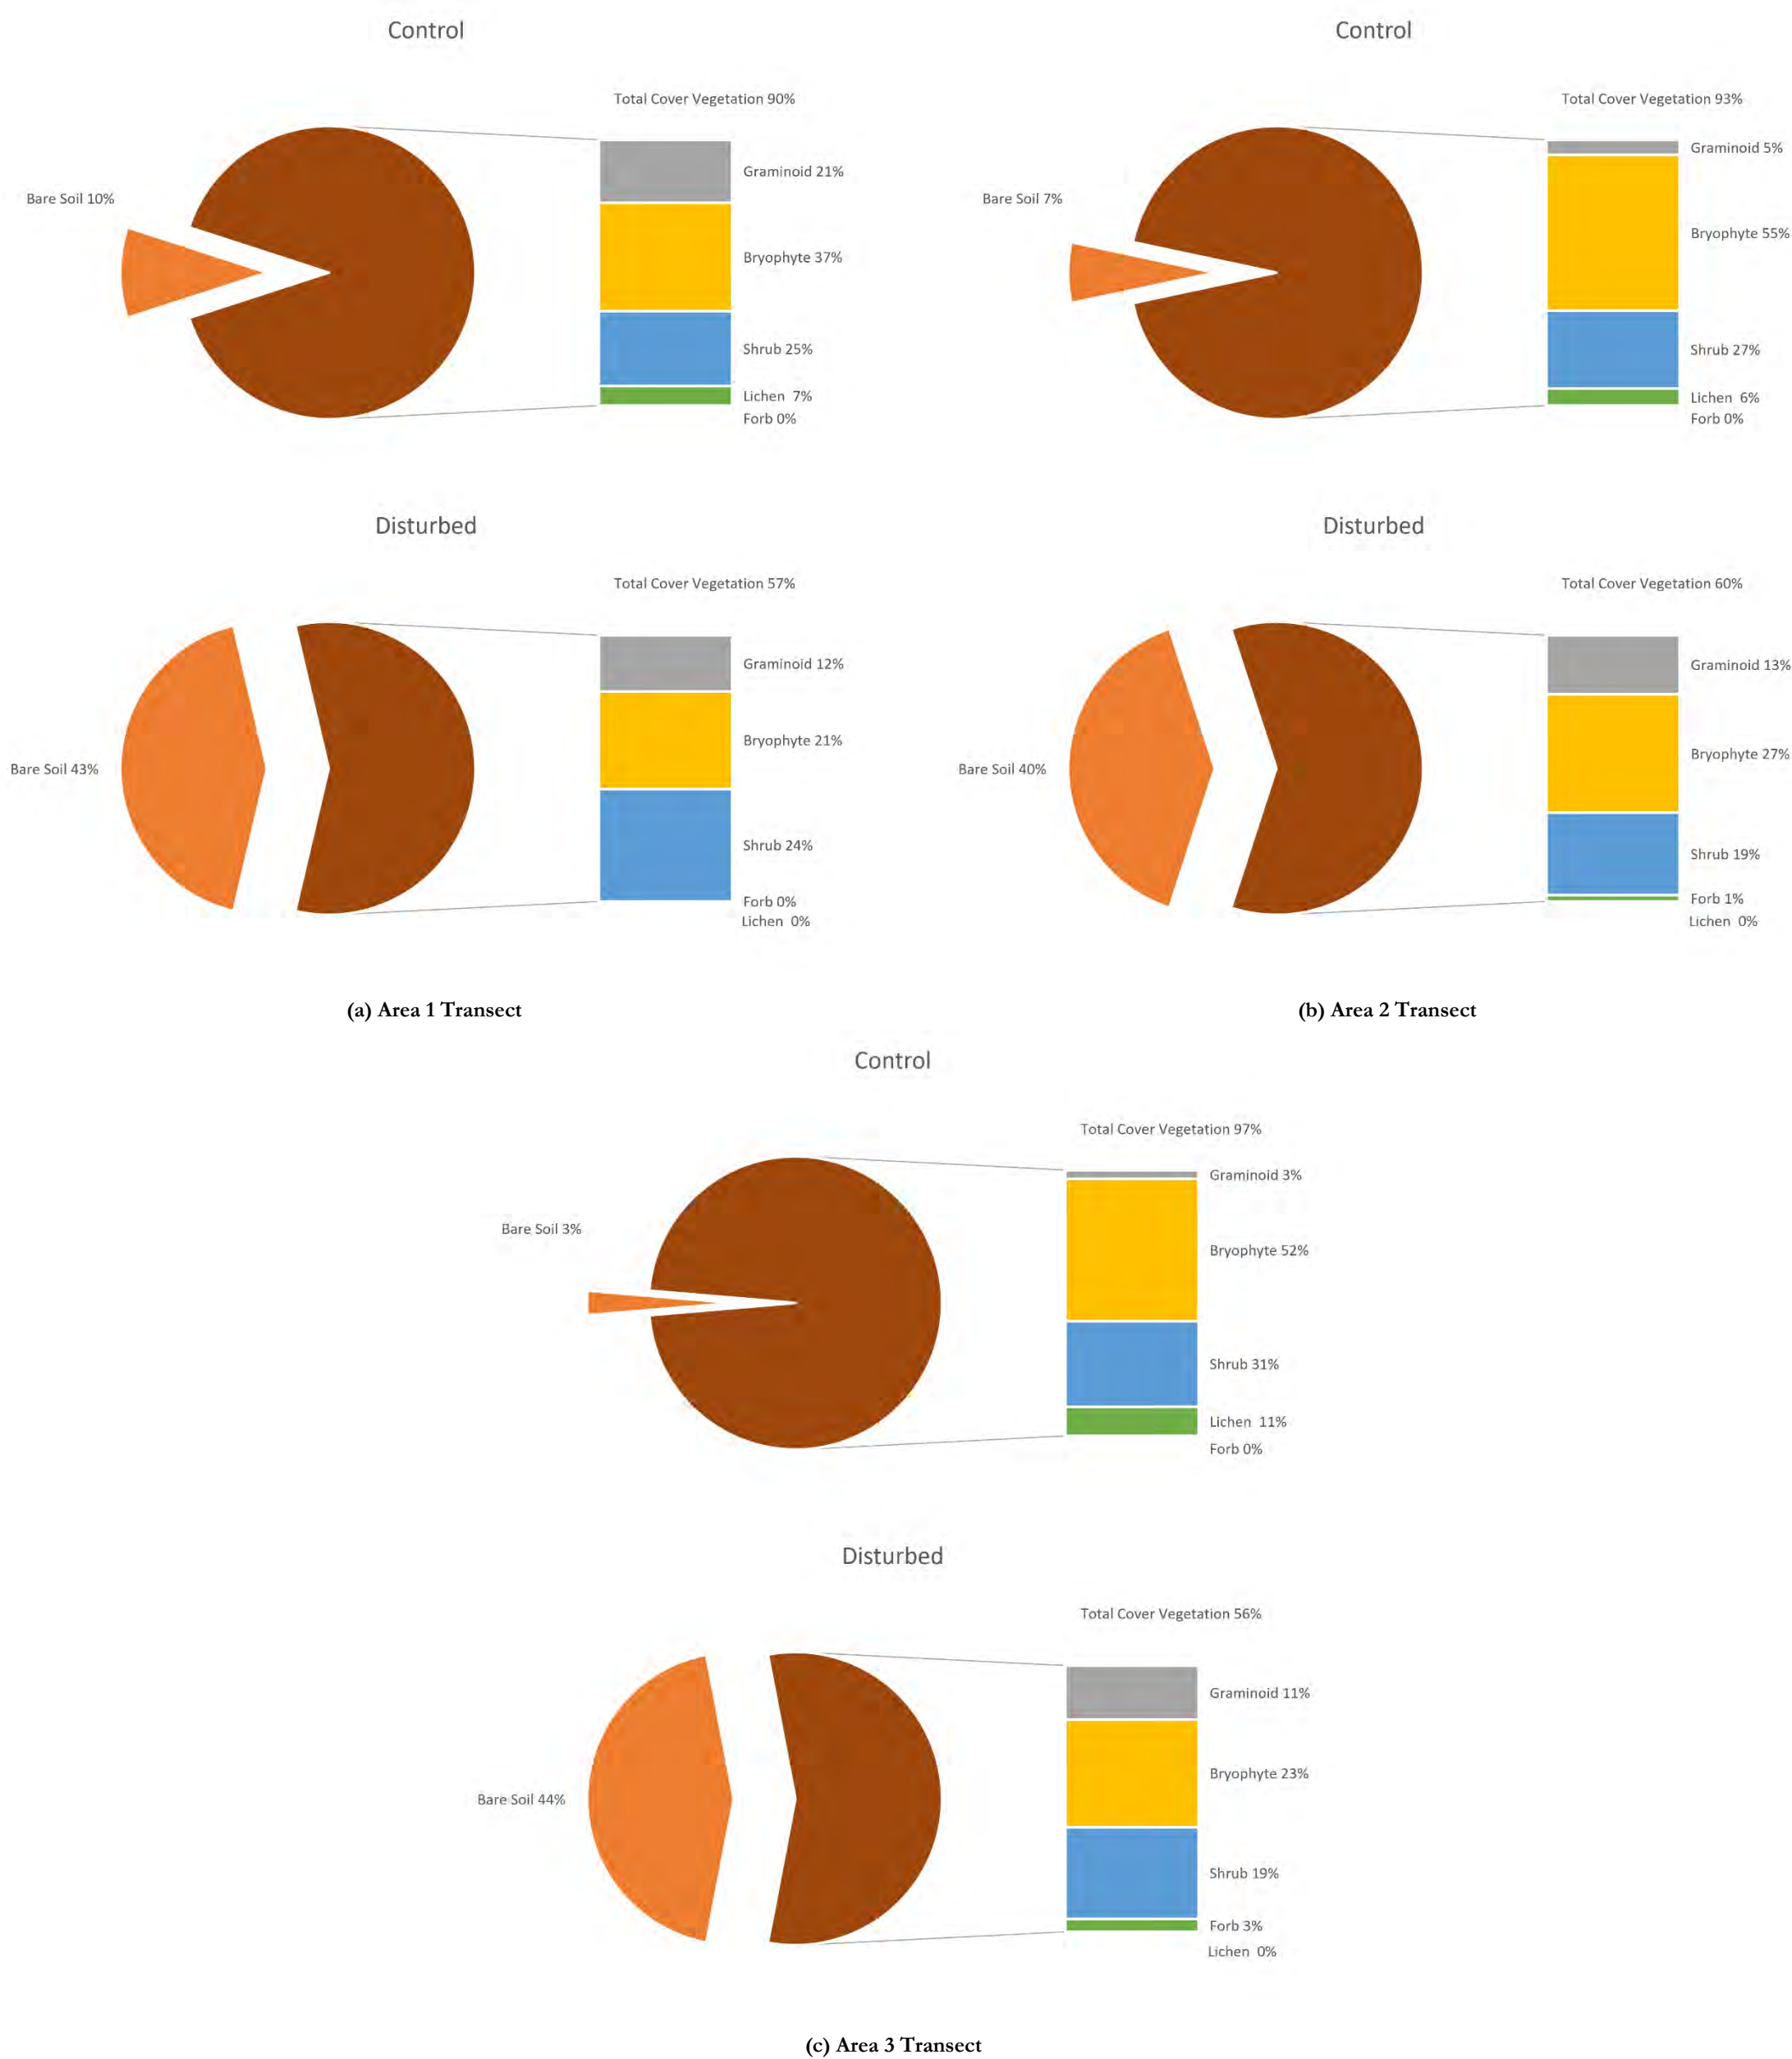 Control
Total Cover Vegetation 90%
Graminoid 21%
Bare Soil 10%
Bryophyte 37%
Shrub 25%
Lichen 7%
Forb 0%
Disturbed
Total Cover Vegetation 57%
Graminoid 12%
Bryophyte 21%
Bare Soil 43%
Shrub 24%
Forb 0%
Lichen 0%
(a) Area 1 Transect
Control
Total Cover Vegetation 93%
Graminoid 5%
Bare Soil 7%
Bryophyte 55%
Shrub 27%
Lichen 6%
Forb 0%
Disturbed
Total Cover Vegetation 60%
Graminoid 13%
Bryophyte 27%
Bare Soil 40%
Shrub 19%
Forb 1%
Lichen 0%
(b) Area 2 Transect
Control
Total Cover Vegetation 97%
Graminoid 3%
Bare Soil 3%
Bryophyte 52%
Shrub 31%
Lichen 11%
Forb 0%
Disturbed
Total Cover Vegetation 56%
Graminoid 11%
Bryophyte 23%
Bare Soil 44%
Shrub 19%
Forb 3%
Lichen 0%
(c) Area 3 Transect